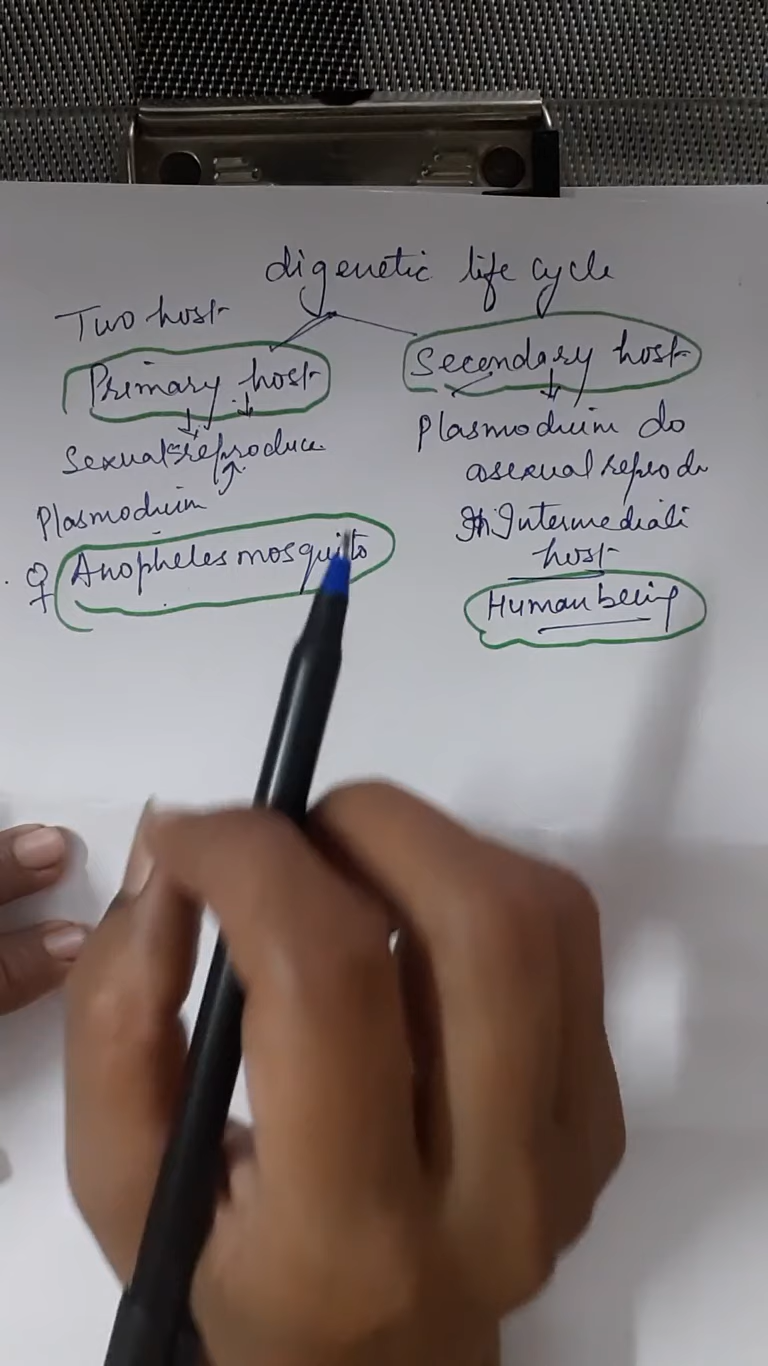 digenetic life cycle
Two host
Primary host
Sexual reproduce
Plasmodium
♀ Anopheles mosquito
Secondary host
Plasmodium do
asexual reprodu
Intermediati
host
Human being